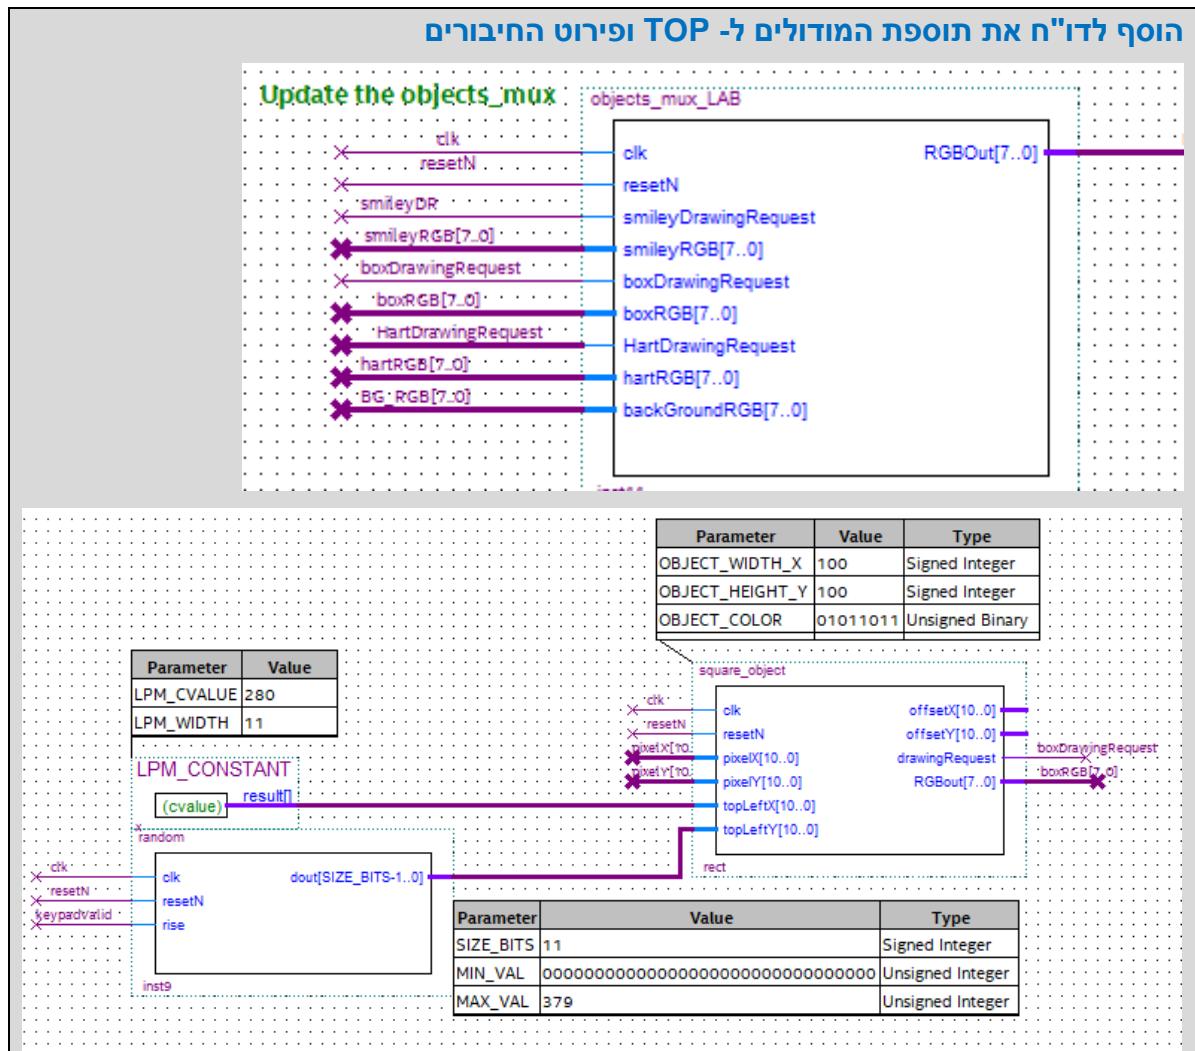 הוסף לדו"ח את תוספת המודולים ל- TOP ופירוט החיבורים
Update the objects_mux
objects_mux_LAB
clk
clk
RGBOut[7..0]
resetN
resetN
smileyDR
smileyDrawingRequest
smileyRGB[7..0]
smileyRGB[7..0]
boxDrawingRequest
boxDrawingRequest
boxRGB[7..0]
boxRGB[7..0]
HartDrawingRequest
HartDrawingRequest
hartRGB[7..0]
hartRGB[7..0]
BG_RGB[7..0]
backGroundRGB[7..0]
Parameter Value Type
OBJECT_WIDTH_X 100 Signed Integer
OBJECT_HEIGHT_Y 100 Signed Integer
OBJECT_COLOR 01011011 Unsigned Binary
Parameter Value
LPM_CVALUE 280
LPM_WIDTH 11
LPM_CONSTANT
(cvalue)
result[]
square_object
clk
clk
offsetX[10..0]
resetN
resetN
offsetY[10..0]
pixelX[10..
pixelX[10..0]
drawingRequest
boxDrawingRequest
pixelY[10..
pixelY[10..0]
RGBout[7..0]
boxRGB[7..0]
topLeftX[10..0]
topLeftY[10..0]
rect
random
clk
clk
dout[SIZE_BITS-1..0]
resetN
resetN
keypadValid
rise
inst9
Parameter Value Type
SIZE_BITS 11 Signed Integer
MIN_VAL 00000000000000000000000000000000 Unsigned Integer
MAX_VAL 379 Unsigned Integer